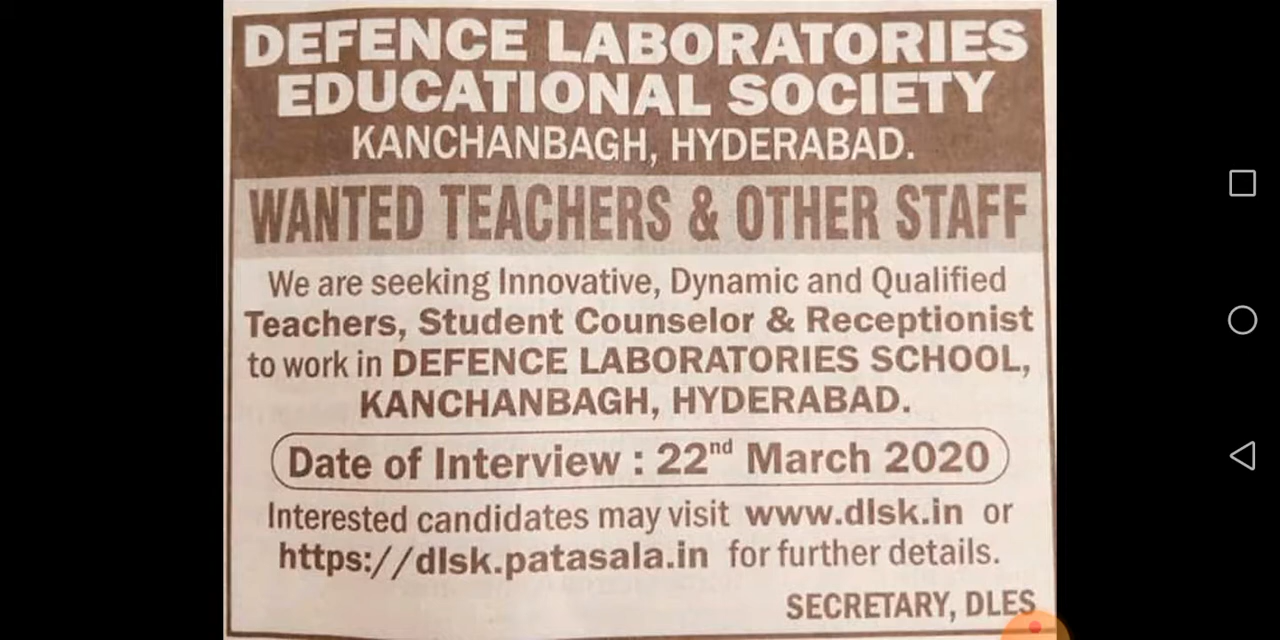 DEFENCE LABORATORIES
EDUCATIONAL SOCIETY
KANCHANBAGH, HYDERABAD.
WANTED TEACHERS & OTHER STAFF
We are seeking Innovative, Dynamic and Qualified
Teachers, Student Counselor & Receptionist
to work in DEFENCE LABORATORIES SCHOOL,
KANCHANBAGH, HYDERABAD.
Date of Interview : 22nd March 2020
Interested candidates may visit www.dlsk.in or
https://dlsk.patasala.in for further details.
SECRETARY, DLES